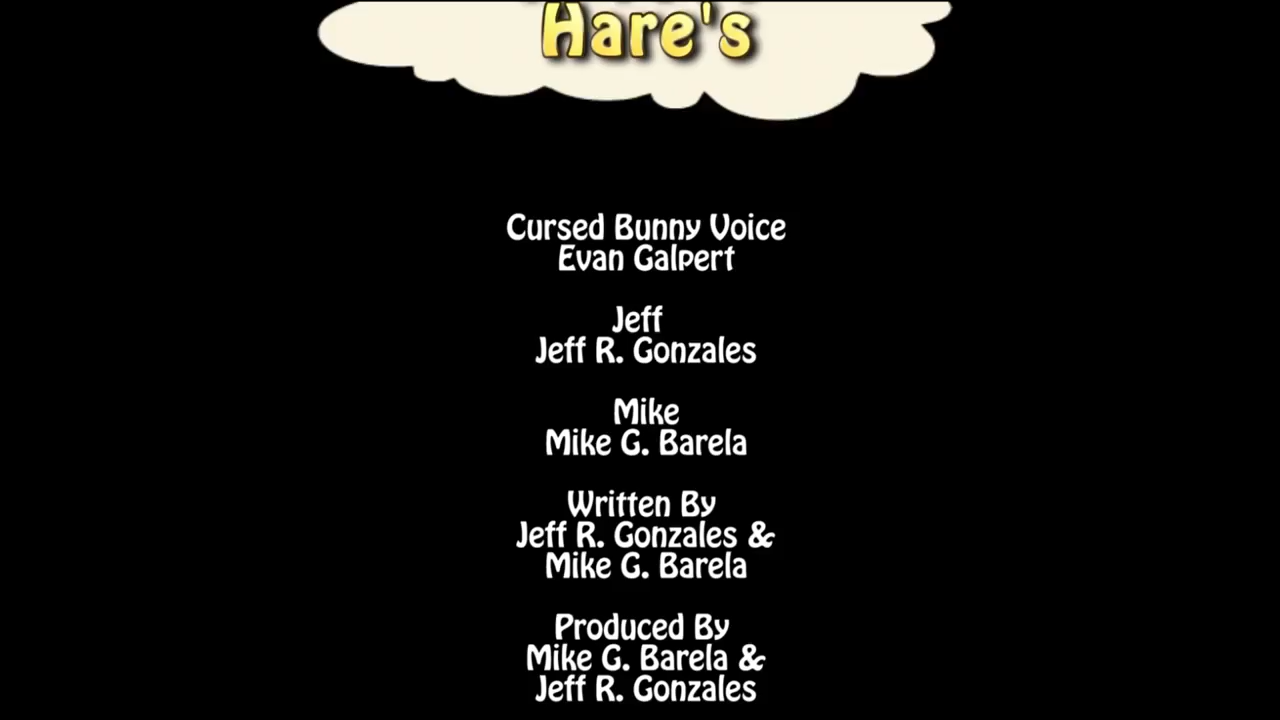 Hare's
Cursed Bunny Voice
Evan Galpert
Jeff
Jeff R. Gonzales
Mike
Mike G. Barela
Written By
Jeff R. Gonzales &
Mike G. Barela
Produced By
Mike G. Barela &
Jeff R. Gonzales